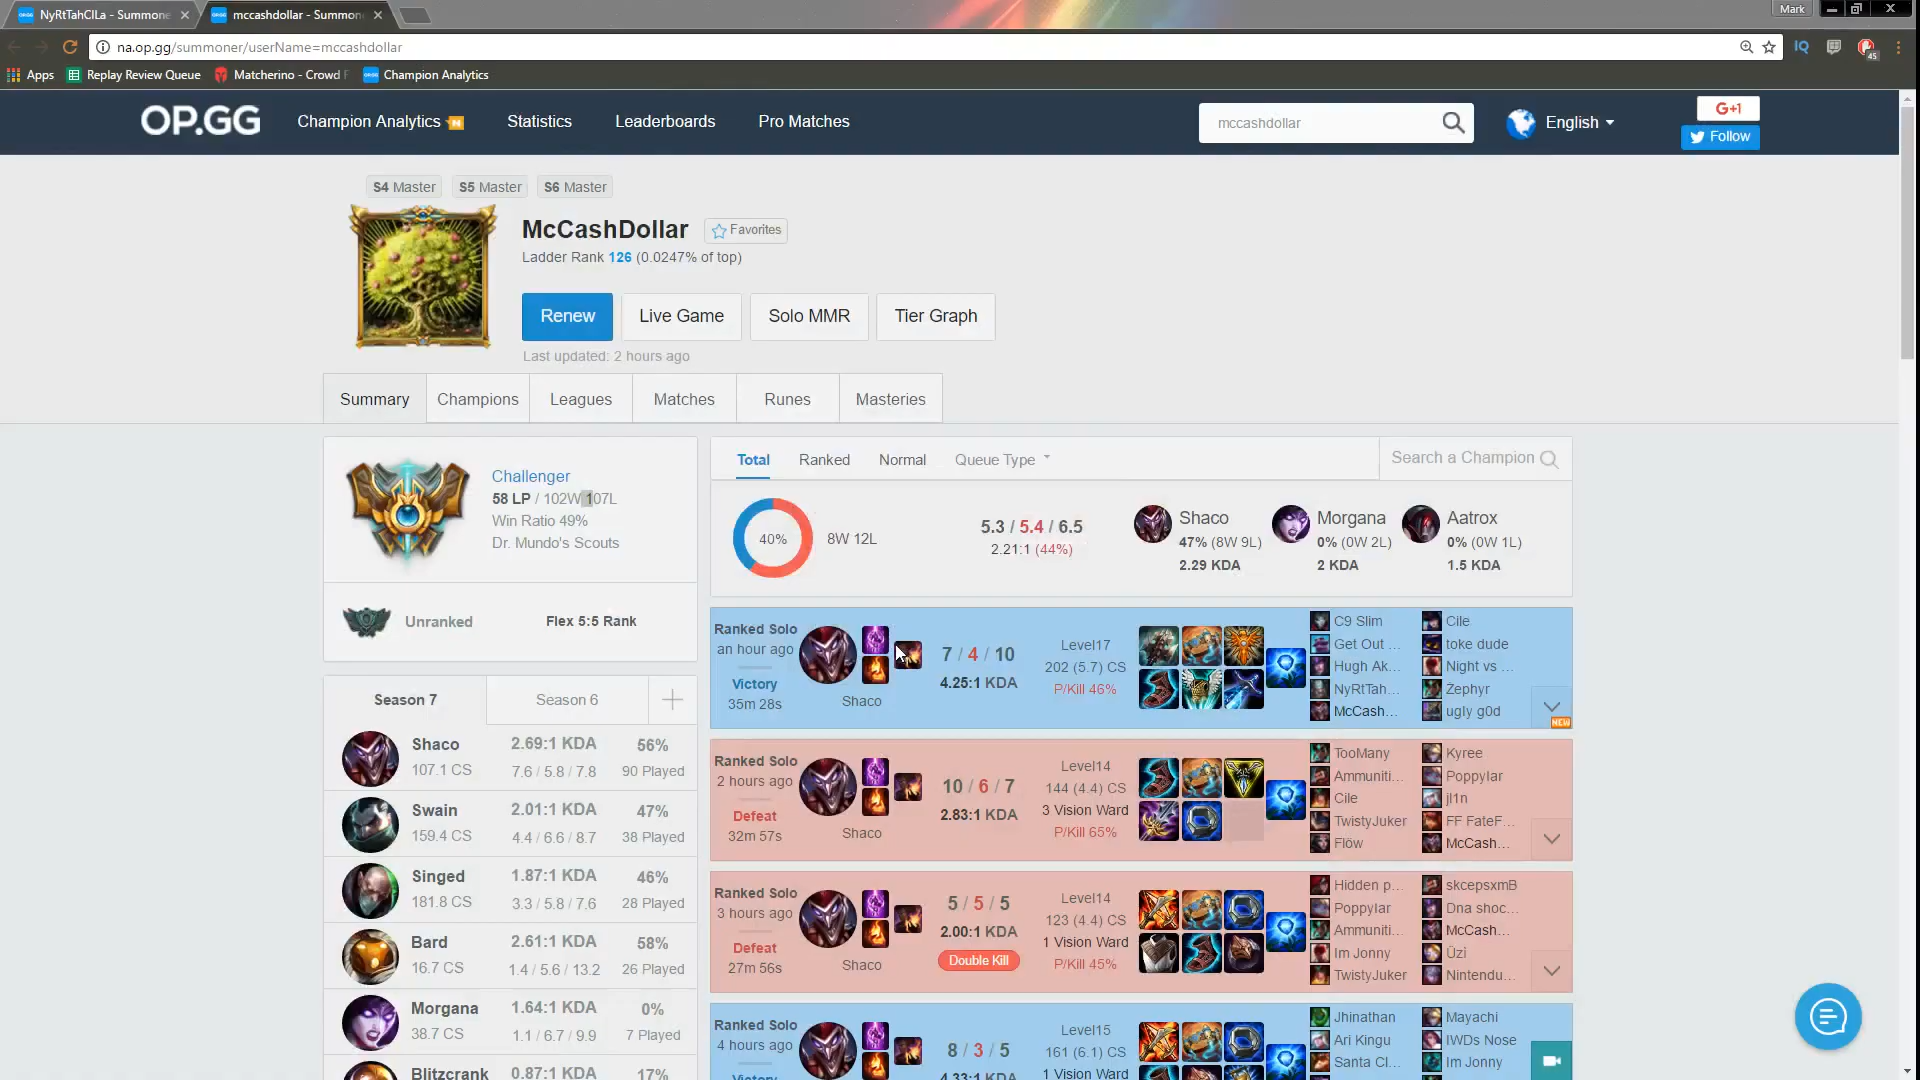 NyRtTahCILa - Summone
mccashdollar - Summon
Mark
na.op.gg/summoner/userName=mccashdollar
IQ
45
Apps
Replay Review Queue
Matcherino - Crowd F
Champion Analytics
OP.GG
Champion Analytics N
Statistics
Leaderboards
Pro Matches
mccashdollar
English
G+1
Follow
S4 Master
S5 Master
S6 Master
McCashDollar
Favorites
Ladder Rank 126 (0.0247% of top)
Renew
Live Game
Solo MMR
Tier Graph
Last updated: 2 hours ago
Summary
Champions
Leagues
Matches
Runes
Masteries
Challenger
58 LP / 102W 107L
Win Ratio 49%
Dr. Mundo's Scouts
Unranked
Flex 5:5 Rank
Season 7
Season 6
Shaco
107.1 CS
2.69:1 KDA
7.6 / 5.8 / 7.8
56%
90 Played
Swain
159.4 CS
2.01:1 KDA
4.4 / 6.6 / 8.7
47%
38 Played
Singed
181.8 CS
1.87:1 KDA
3.3 / 5.8 / 7.6
46%
28 Played
Bard
16.7 CS
2.61:1 KDA
1.4 / 5.6 / 13.2
58%
26 Played
Morgana
38.7 CS
1.64:1 KDA
1.1 / 6.7 / 9.9
0%
7 Played
Blitzcrank
0.87:1 KDA
17%
Total
Ranked
Normal
Queue Type
Search a Champion
40%
8W 12L
5.3 / 5.4 / 6.5
2.21:1 (44%)
Shaco
47% (8W 9L)
2.29 KDA
Morgana
0% (0W 2L)
2 KDA
Aatrox
0% (0W 1L)
1.5 KDA
Ranked Solo
an hour ago
Victory
35m 28s
Shaco
7 / 4 / 10
4.25:1 KDA
Level17
202 (5.7) CS
P/Kill 46%
C9 Slim
Get Out ...
Hugh Ak...
NyRtTah...
McCash...
Cile
toke dude
Night vs ...
Zephyr
ugly g0d
NEW
Ranked Solo
2 hours ago
Defeat
32m 57s
Shaco
10 / 6 / 7
2.83:1 KDA
Level14
144 (4.4) CS
3 Vision Ward
P/Kill 65%
TooMany
Ammuniti...
Cile
TwistyJuker
Flöw
Kyree
Poppylar
jl1n
FF FateF...
McCash...
Ranked Solo
3 hours ago
Defeat
27m 56s
Shaco
5 / 5 / 5
2.00:1 KDA
Double Kill
Level14
123 (4.4) CS
1 Vision Ward
P/Kill 45%
Hidden p...
Poppylar
Ammuniti...
Im Jonny
TwistyJuker
skcepsxmB
Dna shoc...
McCash...
Üzi
Nintendu...
Ranked Solo
4 hours ago
Victory
8 / 3 / 5
4.33:1 KDA
Level15
161 (6.1) CS
1 Vision Ward
Jhinathan
Ari Kingu
Santa Cl...
Mayachi
IWDs Nose
Im Jonny